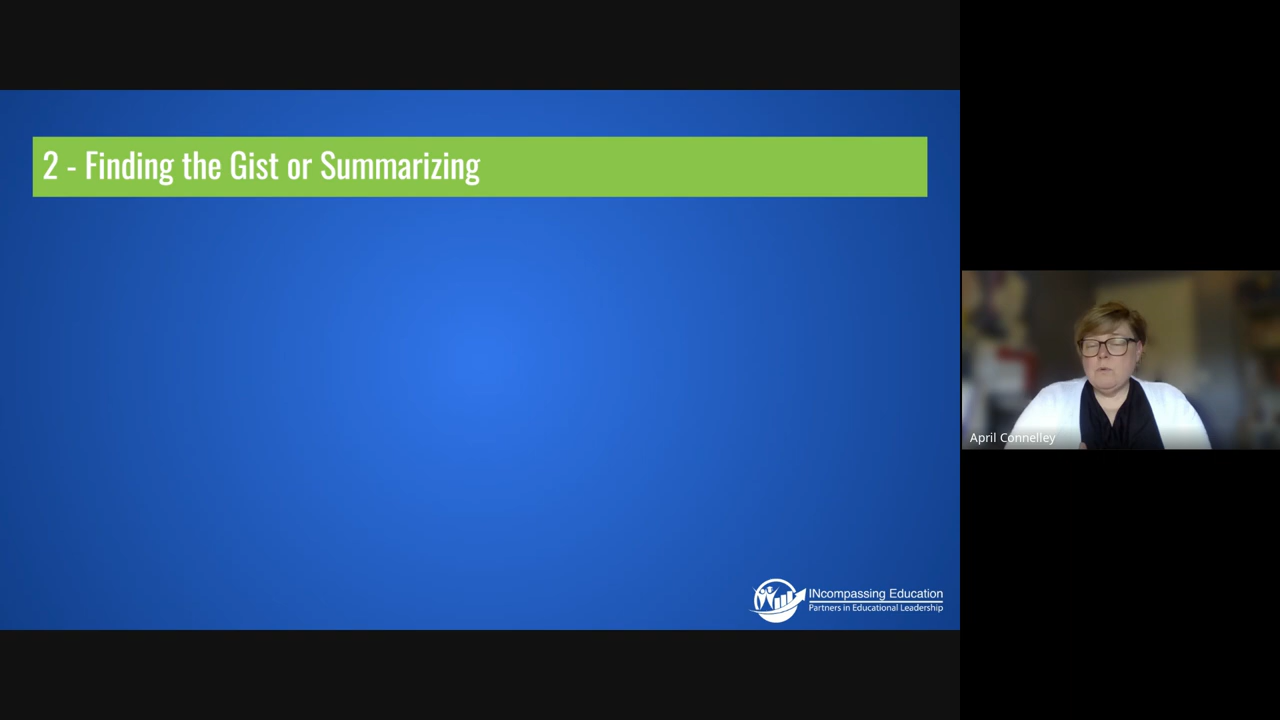 2 - Finding the Gist or Summarizing
April Connelley
INcompassing Education
Partners in Educational Leadership